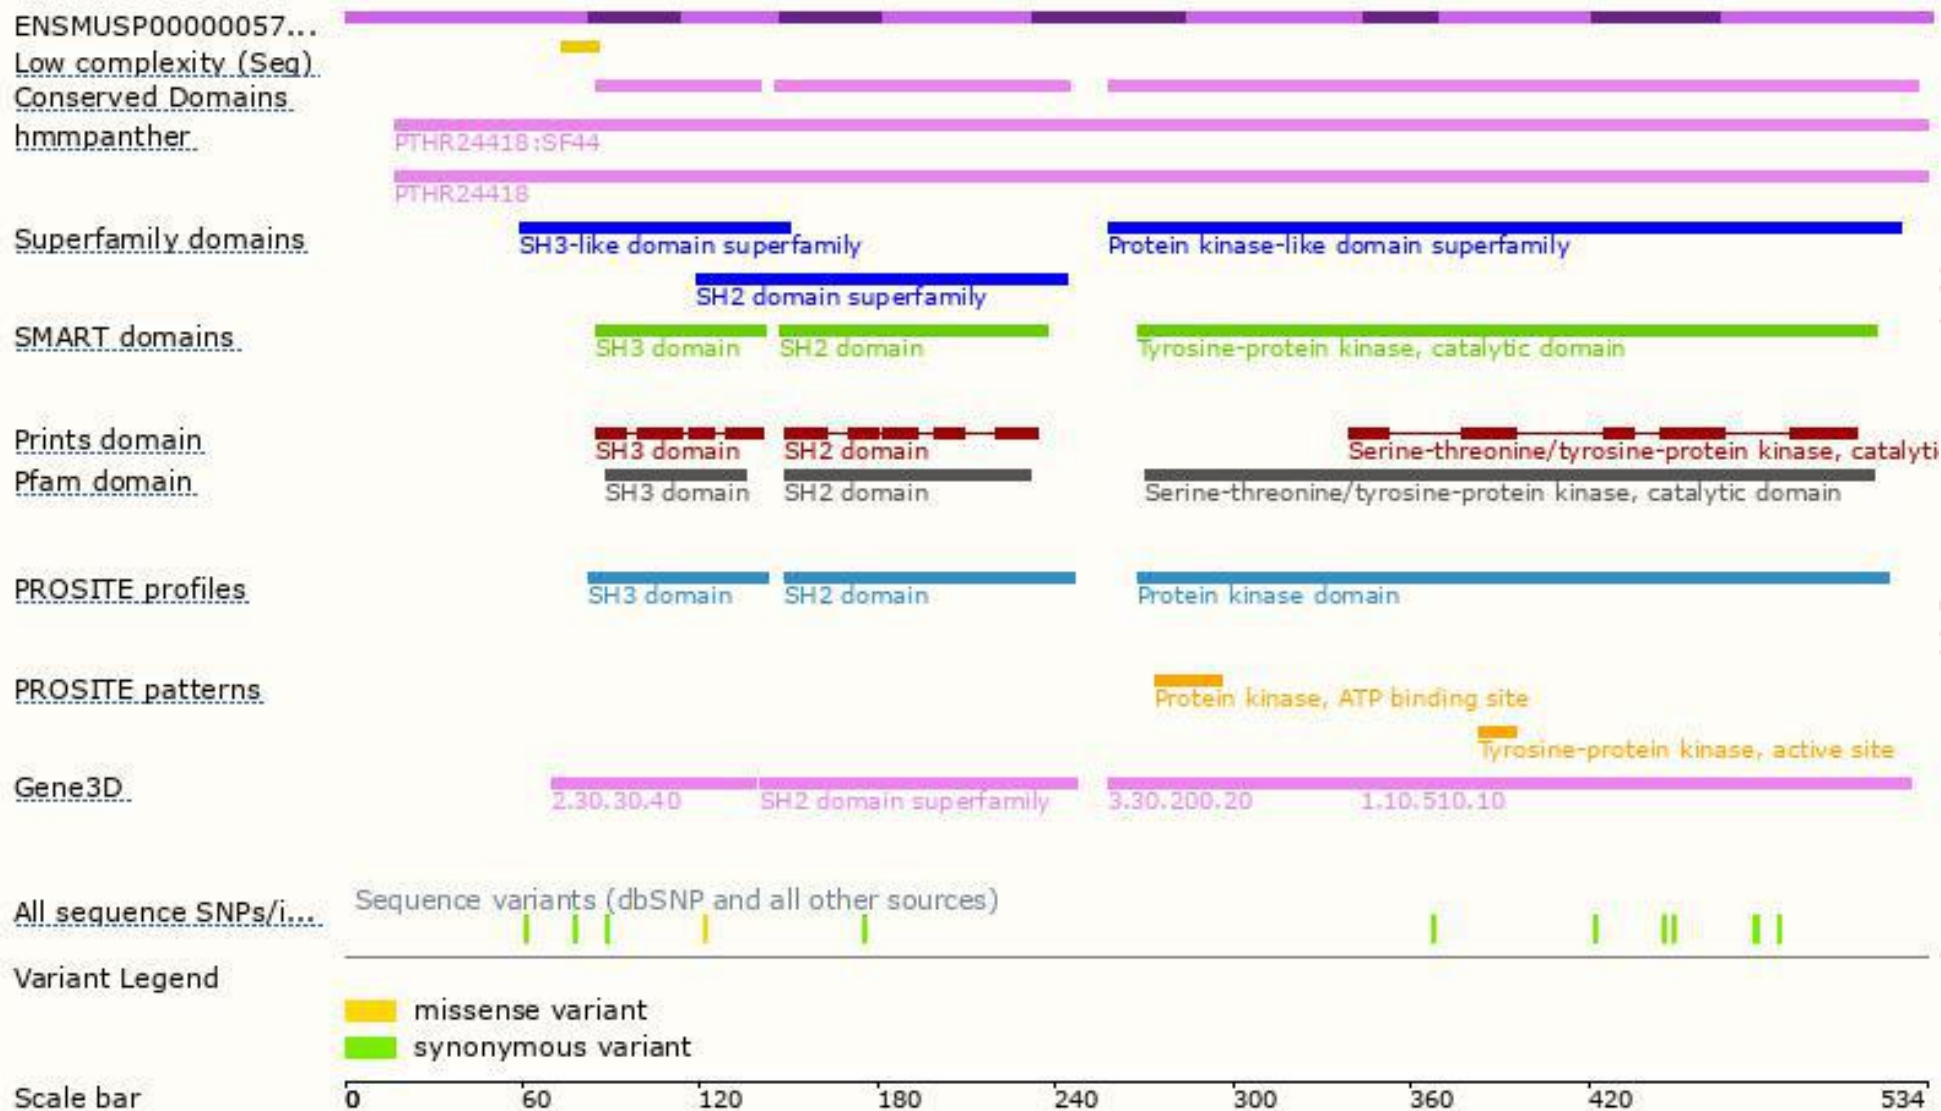 ENSMUSP00000057...
Low complexity (Seg)
Conserved Domains
hmmpanther
PTHR24418:SF44
PTHR24418
Superfamily domains
SH3-like domain superfamily
Protein kinase-like domain superfamily
SH2 domain superfamily
SMART domains
SH3 domain
SH2 domain
Tyrosine-protein kinase, catalytic domain
Prints domain
SH3 domain
SH2 domain
Serine-threonine/tyrosine-protein kinase, catalyti
Pfam domain
SH3 domain
SH2 domain
Serine-threonine/tyrosine-protein kinase, catalytic domain
PROSITE profiles
SH3 domain
SH2 domain
Protein kinase domain
PROSITE patterns
Protein kinase, ATP binding site
Tyrosine-protein kinase, active site
Gene3D
2.30.30.40
SH2 domain superfamily
3.30.200.20
1.10.510.10
Sequence variants (dbSNP and all other sources)
All sequence SNPs/i...
Variant Legend
missense variant
synonymous variant
Scale bar
0 60 120 180 240 300 360 420 534